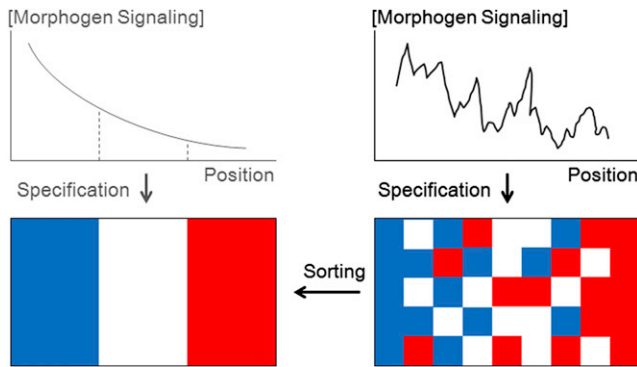 [Morphogen Signaling]
Position
Specification
[Morphogen Signaling]
Position
Specification
Sorting